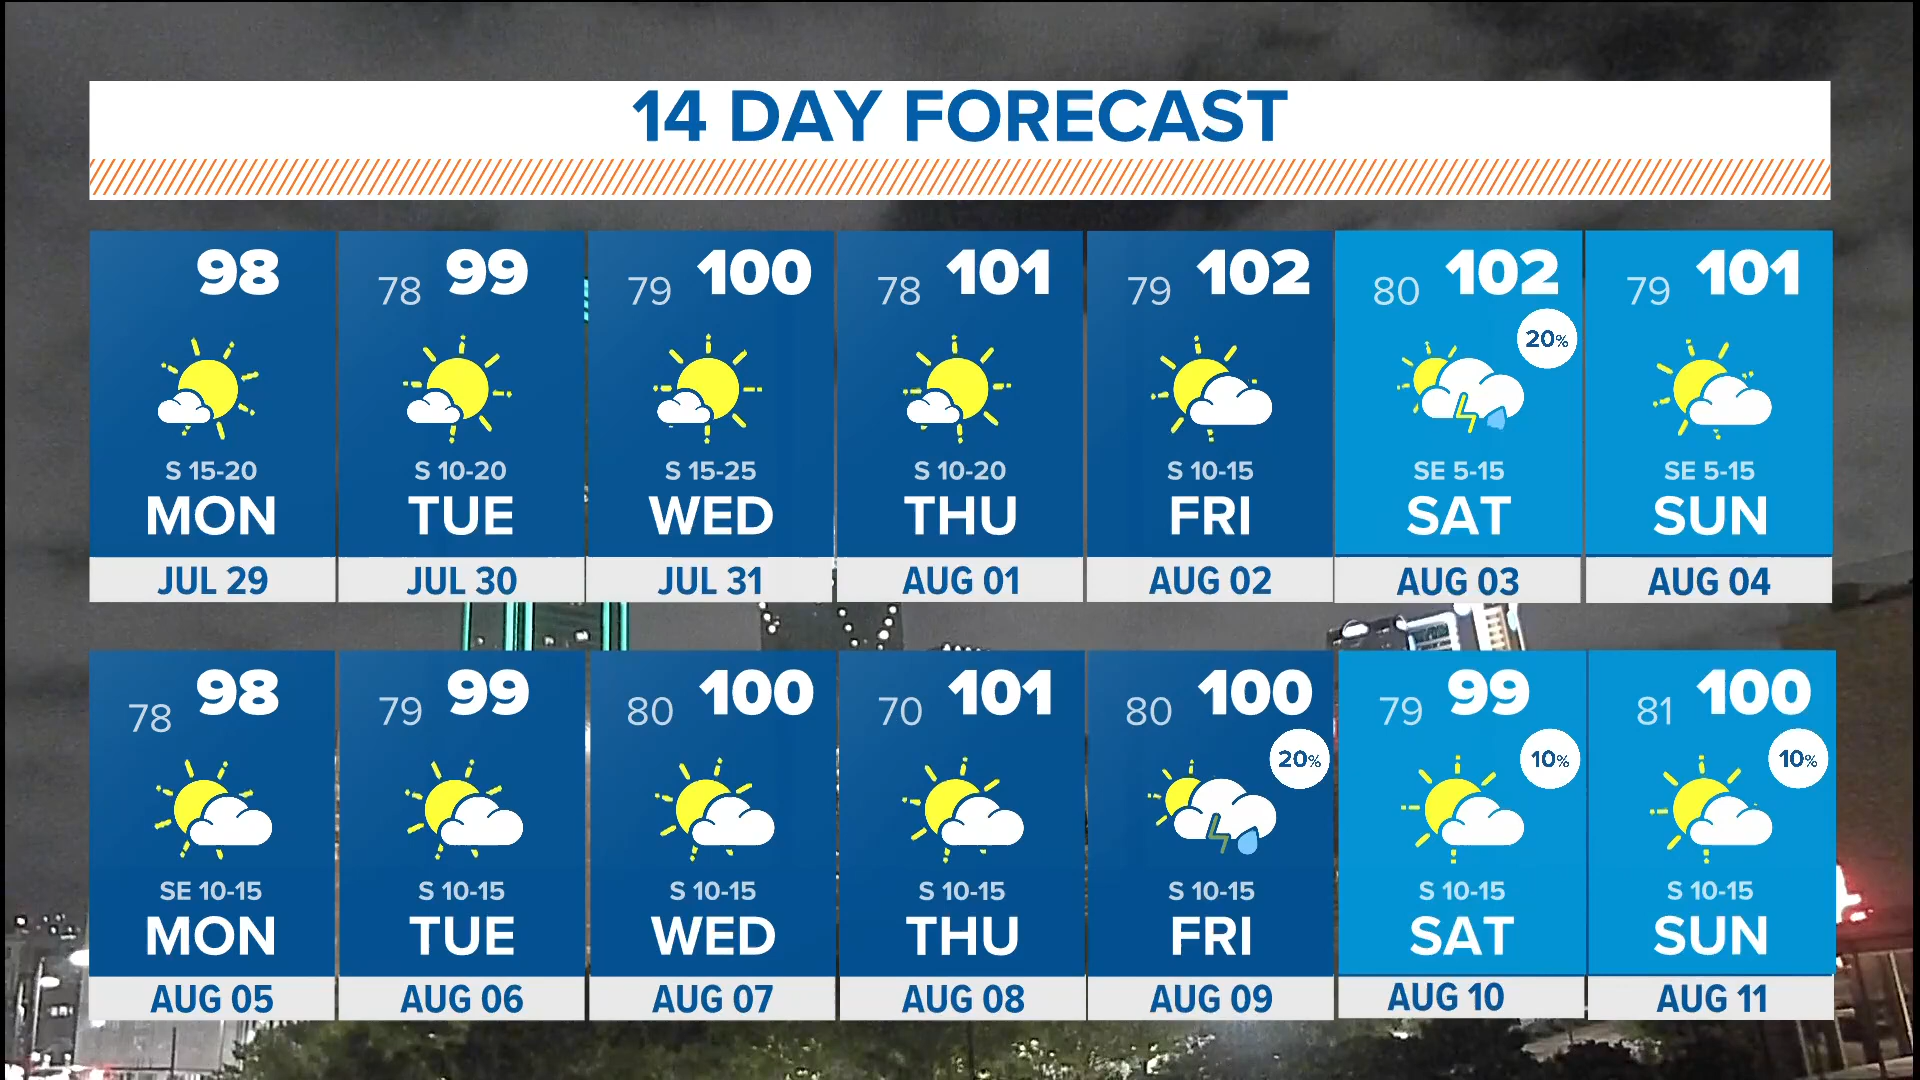 14 DAY FORECAST
98
78 99
79 100
78 101
79 102
80 102
79 101
20%
S 15-20
S 10-20
S 15-25
S 10-20
S 10-15
SE 5-15
SE 5-15
MON
TUE
WED
THU
FRI
SAT
SUN
JUL 29
JUL 30
JUL 31
AUG 01
AUG 02
AUG 03
AUG 04
78 98
79 99
80 100
70 101
80 100
79 99
81 100
20%
10%
10%
SE 10-15
S 10-15
S 10-15
S 10-15
S 10-15
S 10-15
S 10-15
MON
TUE
WED
THU
FRI
SAT
SUN
AUG 05
AUG 06
AUG 07
AUG 08
AUG 09
AUG 10
AUG 11